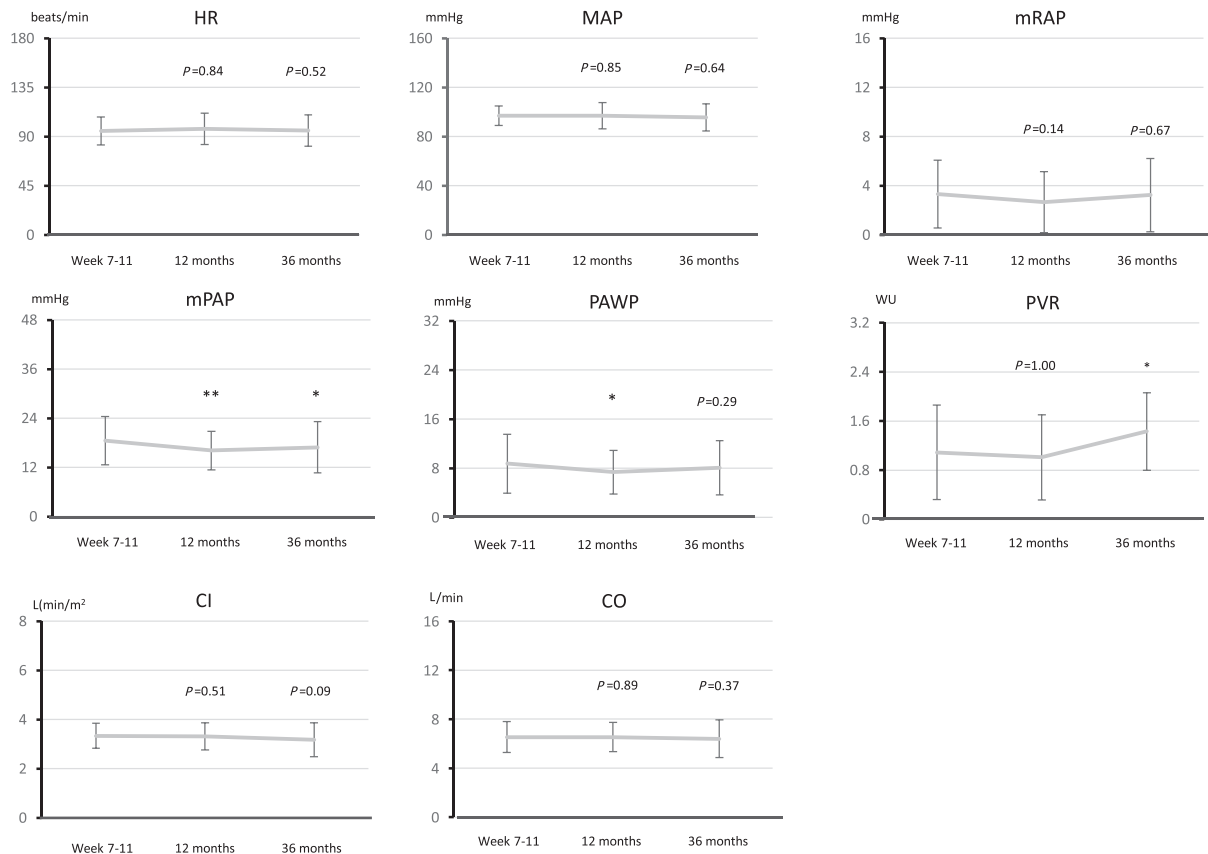 beats/min HR
180
135
90
45
0
P=0.84 P=0.52
Week 7-11 12 months 36 months
mmHg MAP
160
120
80
40
0
P=0.85 P=0.64
Week 7-11 12 months 36 months
mmHg mRAP
16
12
8
4
0
P=0.14 P=0.67
Week 7-11 12 months 36 months
mmHg mPAP
48
36
24
12
0
** *
Week 7-11 12 months 36 months
mmHg PAWP
32
24
16
8
0
* P=0.29
Week 7-11 12 months 36 months
WU PVR
3.2
2.4
1.6
0.8
0
P=1.00 *
Week 7-11 12 months 36 months
L(min/m² CI
8
6
4
2
0
P=0.51 P=0.09
Week 7-11 12 months 36 months
L/min CO
16
12
8
4
0
P=0.89 P=0.37
Week 7-11 12 months 36 months